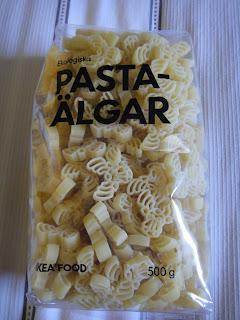 Ekologiska
PASTA-
ÄLGAR
IKEA FOOD
500 g